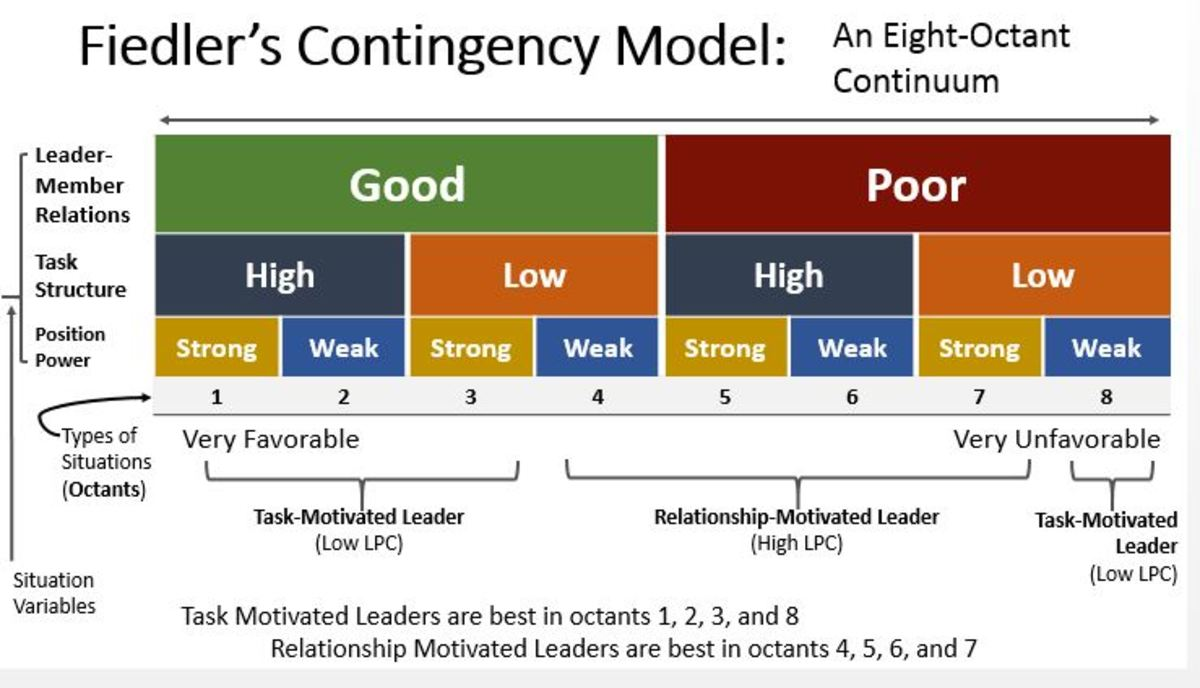 Fiedler's Contingency Model:
An Eight-Octant
Continuum
Leader-
Member
Relations
Good
Poor
Task
Structure
High
Low
High
Low
Position
Power
Strong
Weak
Strong
Weak
Strong
Weak
Strong
Weak
1
2
3
4
5
6
7
8
Types of
Situations
(Octants)
Very Favorable
Very Unfavorable
Task-Motivated Leader
(Low LPC)
Relationship-Motivated Leader
(High LPC)
Task-Motivated
Leader
(Low LPC)
Situation
Variables
Task Motivated Leaders are best in octants 1, 2, 3, and 8
Relationship Motivated Leaders are best in octants 4, 5, 6, and 7